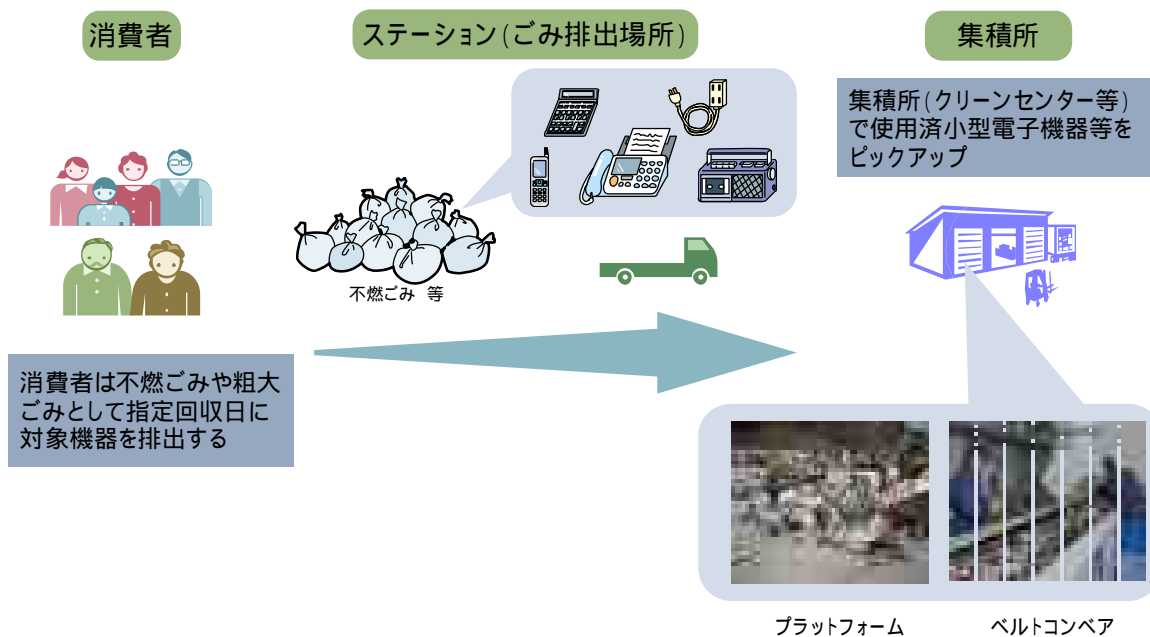 消費者
ステーション(ごみ排出場所)
集積所
集積所(クリーンセンター等)
で使用済小型電子機器等を
ピックアップ
不燃ごみ 等
消費者は不燃ごみや粗大
ごみとして指定回収日に
対象機器を排出する
プラットフォーム
ベルトコンベア